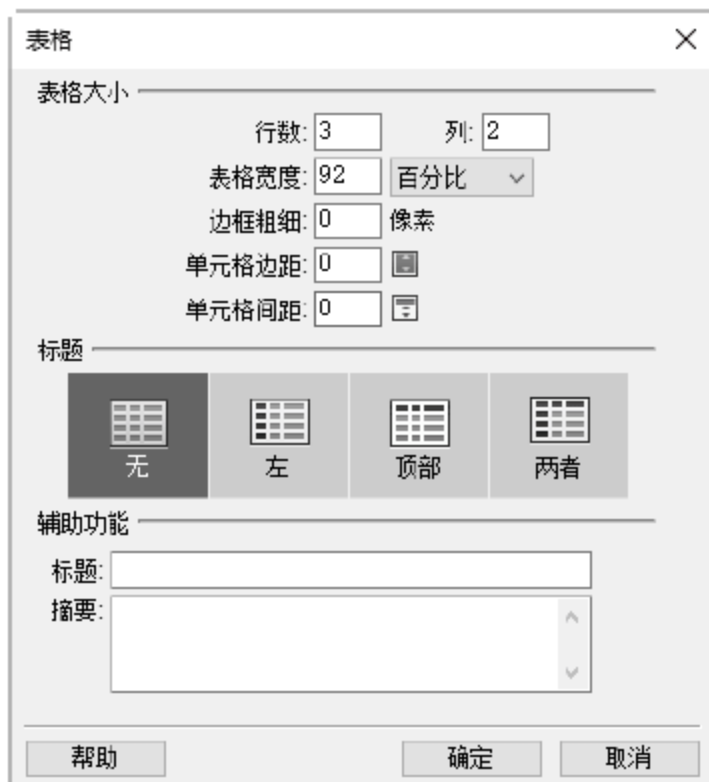 表格
表格大小
行数: 3 列: 2
表格宽度: 92 百分比
边框粗细: 0 像素
单元格边距: 0
单元格间距: 0
标题
无 左 顶部 两者
辅助功能
标题:
摘要:
帮助 确定 取消